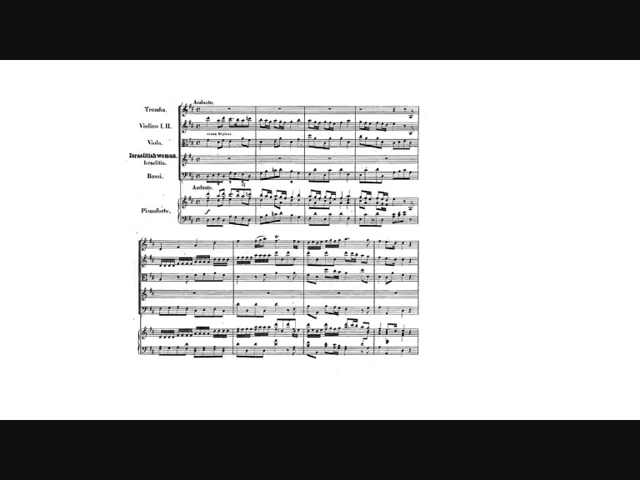 Andante.
Tromba.
Violino I. II.
Viola.
Israelitish woman.
Israelitin.
Bassi.
Andante.
Pianoforte.